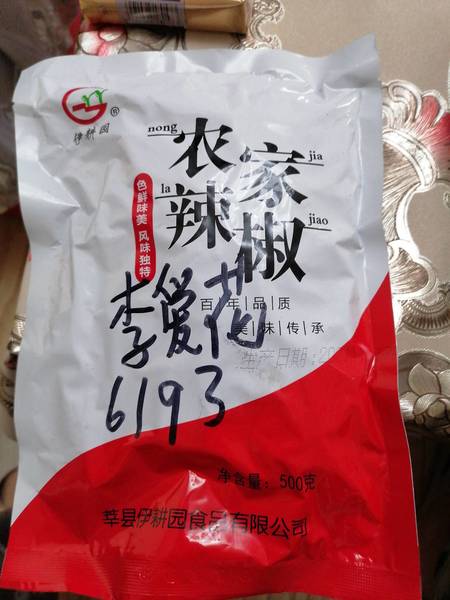 伊耕园®
nong
农家
jia
la
辣椒
jiao
色鲜味美 风味独特
百年品质
美味传承
李爱花
6193
生产日期:20
净含量: 500克
莘县伊耕园食品有限公司